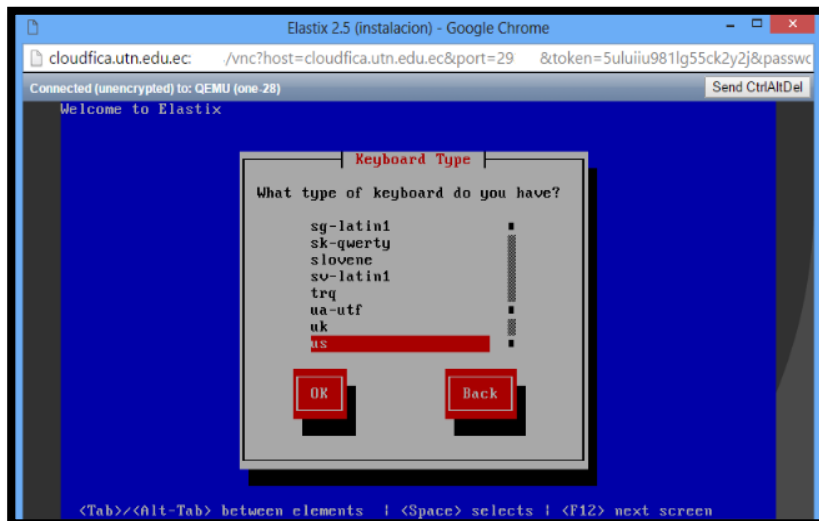 Elastix 2.5 (instalacion) - Google Chrome
cloudfica.utn.edu.ec: /vnc?host=cloudfica.utn.edu.ec&port=29 &token=5uluiiu981lg55ck2y2j&passwc
Connected (unencrypted) to: QEMU (one-28)
Send CtrlAltDel
Welcome to Elastix
Keyboard Type
What type of keyboard do you have?
sg-latin1
sk-qwerty
slovene
sv-latin1
trq
ua-utf
uk
us
OK Back
<Tab>/<Alt-Tab> between elements | <Space> selects | <F12> next screen